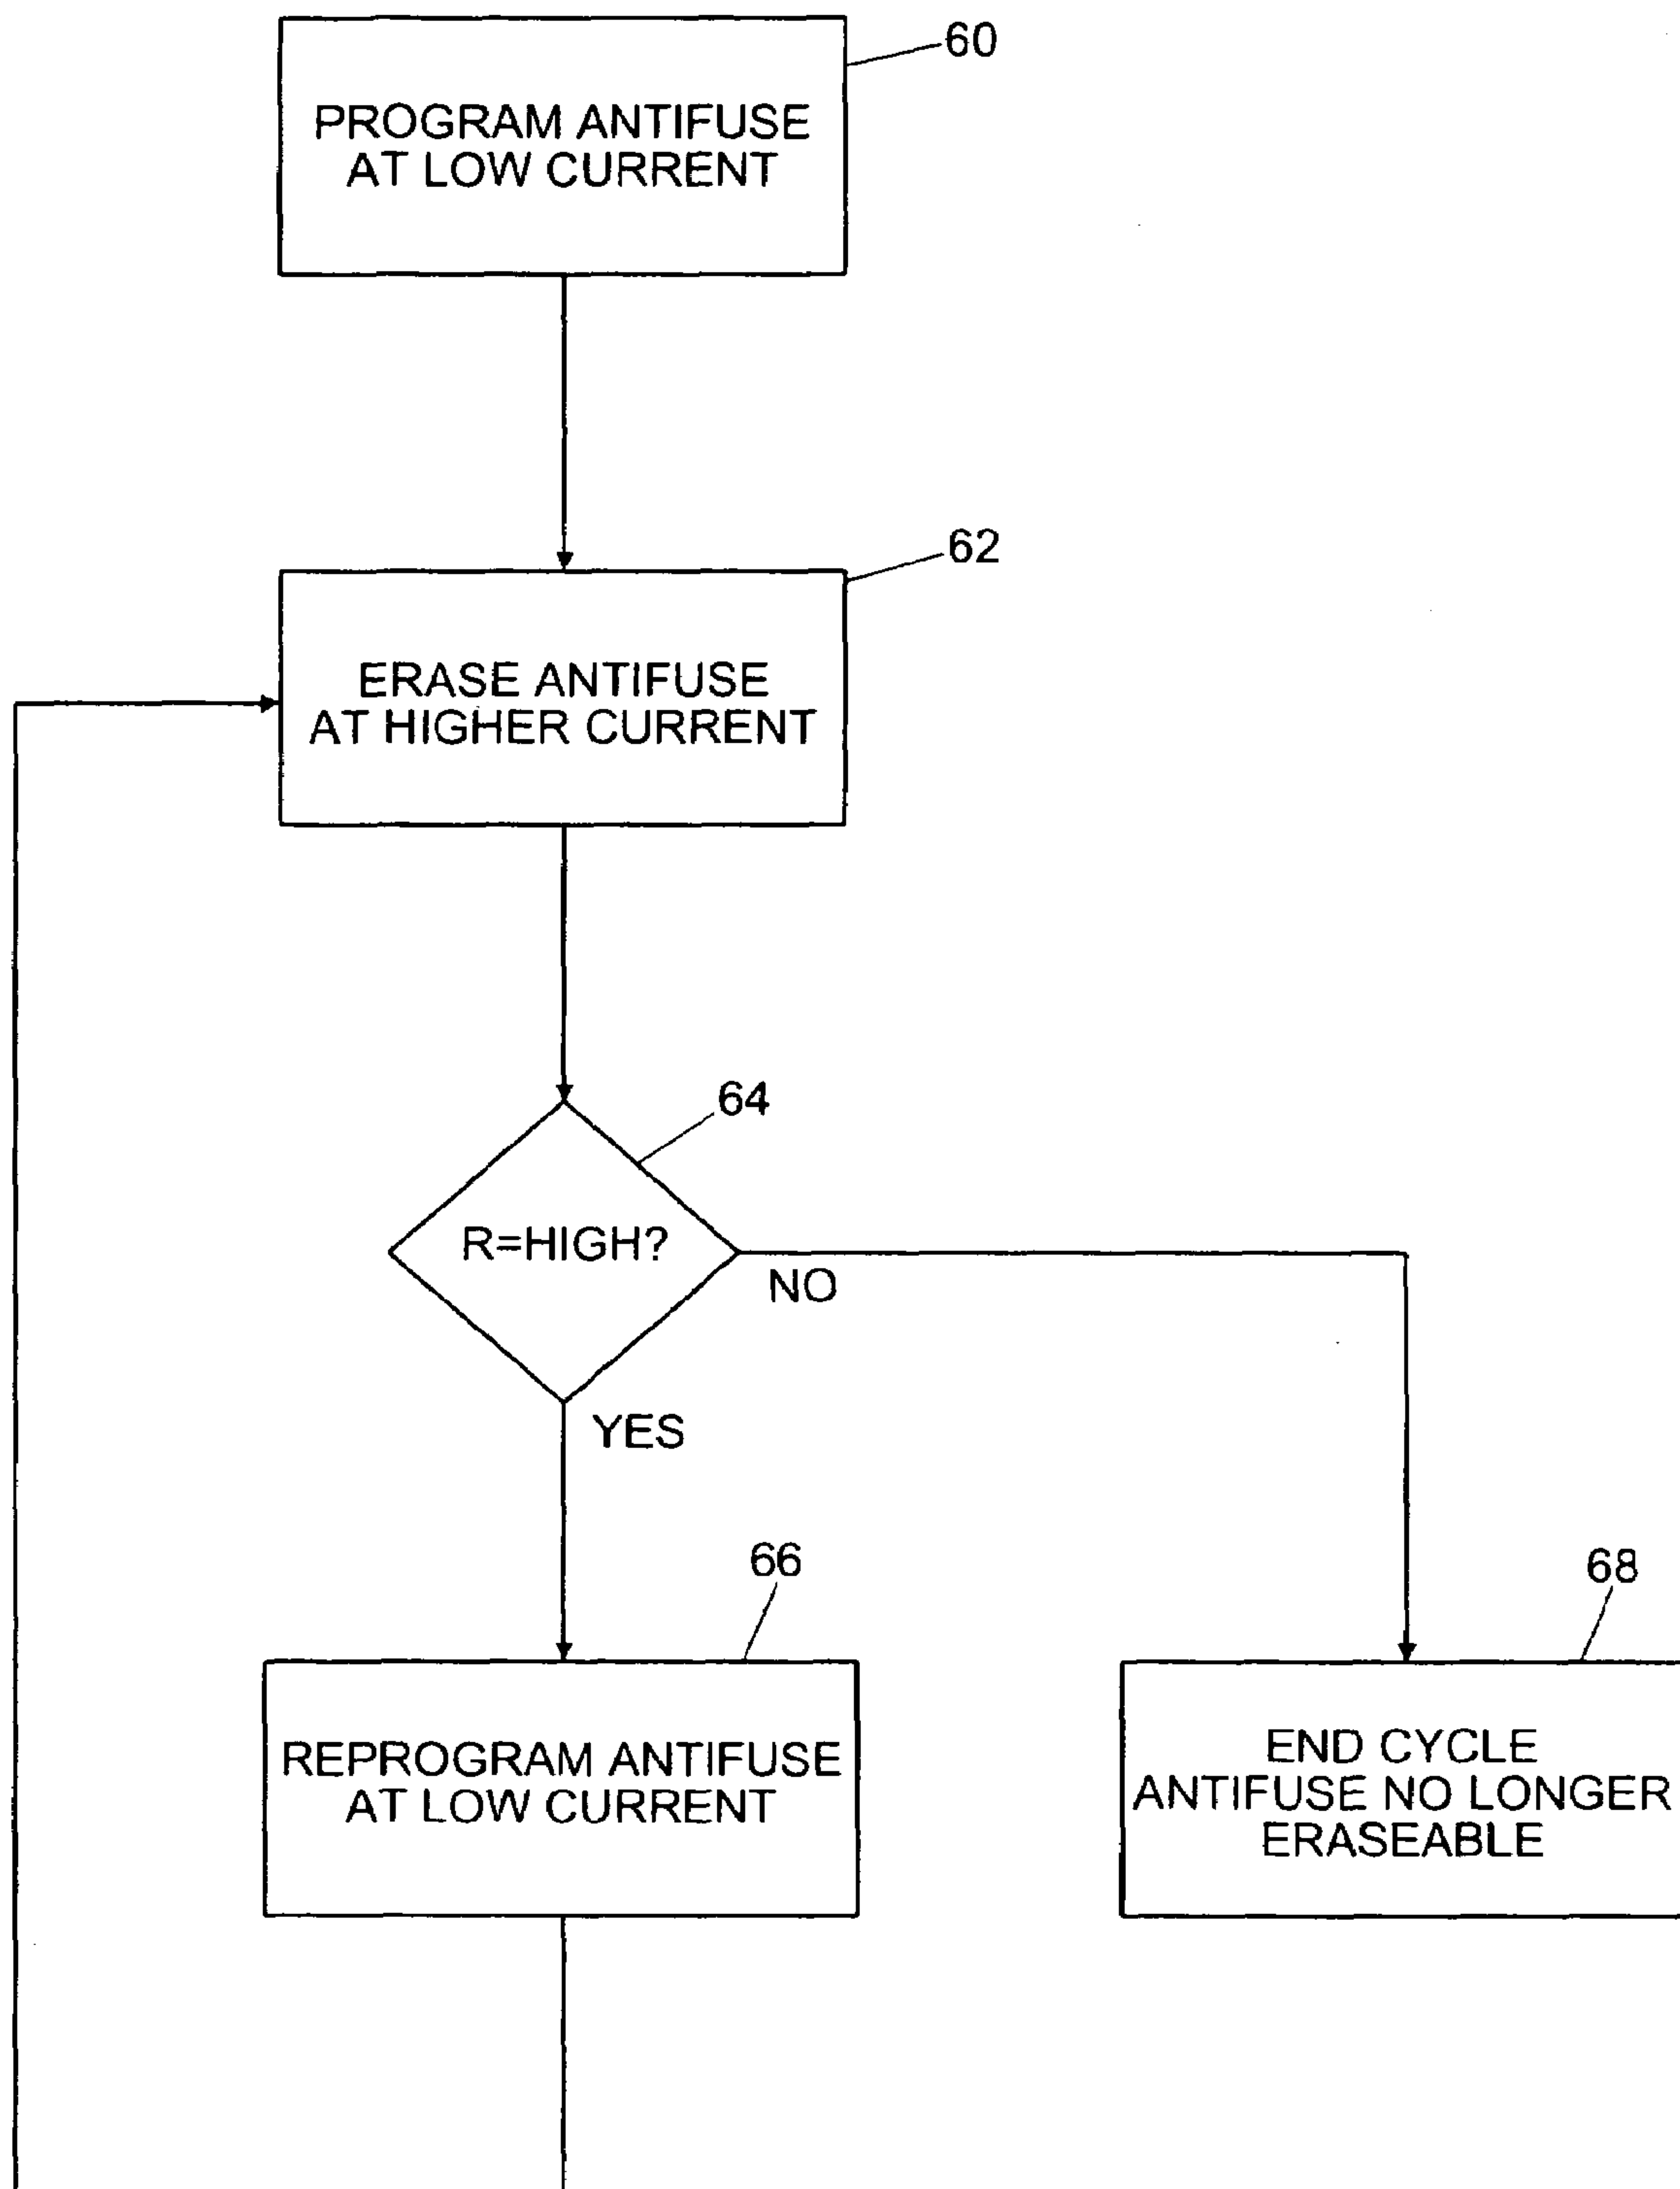 60
PROGRAM ANTIFUSE
AT LOW CURRENT
62
ERASE ANTIFUSE
AT HIGHER CURRENT
64
R=HIGH?
NO
YES
66
REPROGRAM ANTIFUSE
AT LOW CURRENT
68
END CYCLE
ANTIFUSE NO LONGER
ERASEABLE